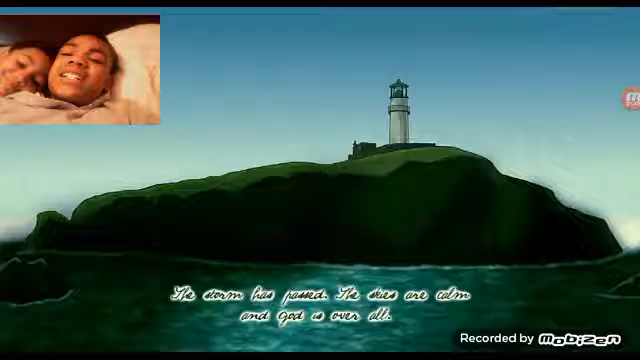 The storm has passed. The skies are calm
and god is over all.
Recorded by mobizen